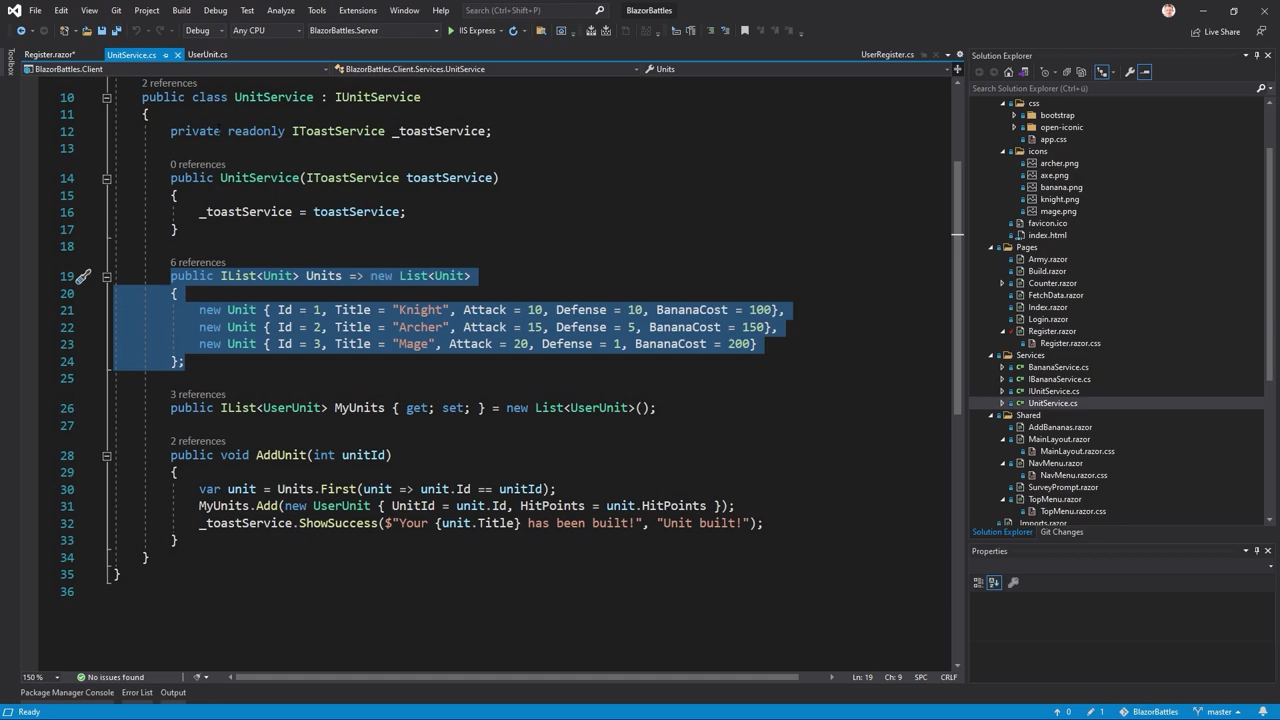 File Edit View Git Project Build Debug Test Analyze Tools Extensions Window Help Search (Ctrl+Q) BlazorBattles
Debug Any CPU BlazorBattles.Server IIS Express Live Share
Toolbox
Register.razor* UnitService.cs UserUnit.cs UserRegister.cs
BlazorBattles.Client BlazorBattles.Client.Services.UnitService Units
2 references
10 public class UnitService : IUnitService
11 {
12 private readonly IToastService _toastService;
13
0 references
14 public UnitService(IToastService toastService)
15 {
16 _toastService = toastService;
17 }
18
6 references
19 public IList<Unit> Units => new List<Unit>
20 {
21 new Unit { Id = 1, Title = "Knight", Attack = 10, Defense = 10, BananaCost = 100},
22 new Unit { Id = 2, Title = "Archer", Attack = 15, Defense = 5, BananaCost = 150},
23 new Unit { Id = 3, Title = "Mage", Attack = 20, Defense = 1, BananaCost = 200}
24 };
25
3 references
26 public IList<UserUnit> MyUnits { get; set; } = new List<UserUnit>();
27
2 references
28 public void AddUnit(int unitId)
29 {
30 var unit = Units.First(unit => unit.Id == unitId);
31 MyUnits.Add(new UserUnit { UnitId = unit.Id, HitPoints = unit.HitPoints });
32 _toastService.ShowSuccess($"Your {unit.Title} has been built!", "Unit built!");
33 }
34 }
35 }
36
150 % No issues found Ln: 19 Ch: 9 SPC CRLF
Package Manager Console Error List Output
Ready 0 1 BlazorBattles master
Solution Explorer
Search Solution Explorer (Ctrl+ü)
css
bootstrap
open-iconic
app.css
icons
archer.png
axe.png
banana.png
knight.png
mage.png
favicon.ico
index.html
Pages
Army.razor
Build.razor
Counter.razor
FetchData.razor
Index.razor
Login.razor
Register.razor
Register.razor.css
Services
BananaService.cs
IBananaService.cs
IUnitService.cs
UnitService.cs
Shared
AddBananas.razor
MainLayout.razor
MainLayout.razor.css
NavMenu.razor
NavMenu.razor.css
SurveyPrompt.razor
TopMenu.razor
TopMenu.razor.css
_Imports.razor
Solution Explorer Git Changes
Properties